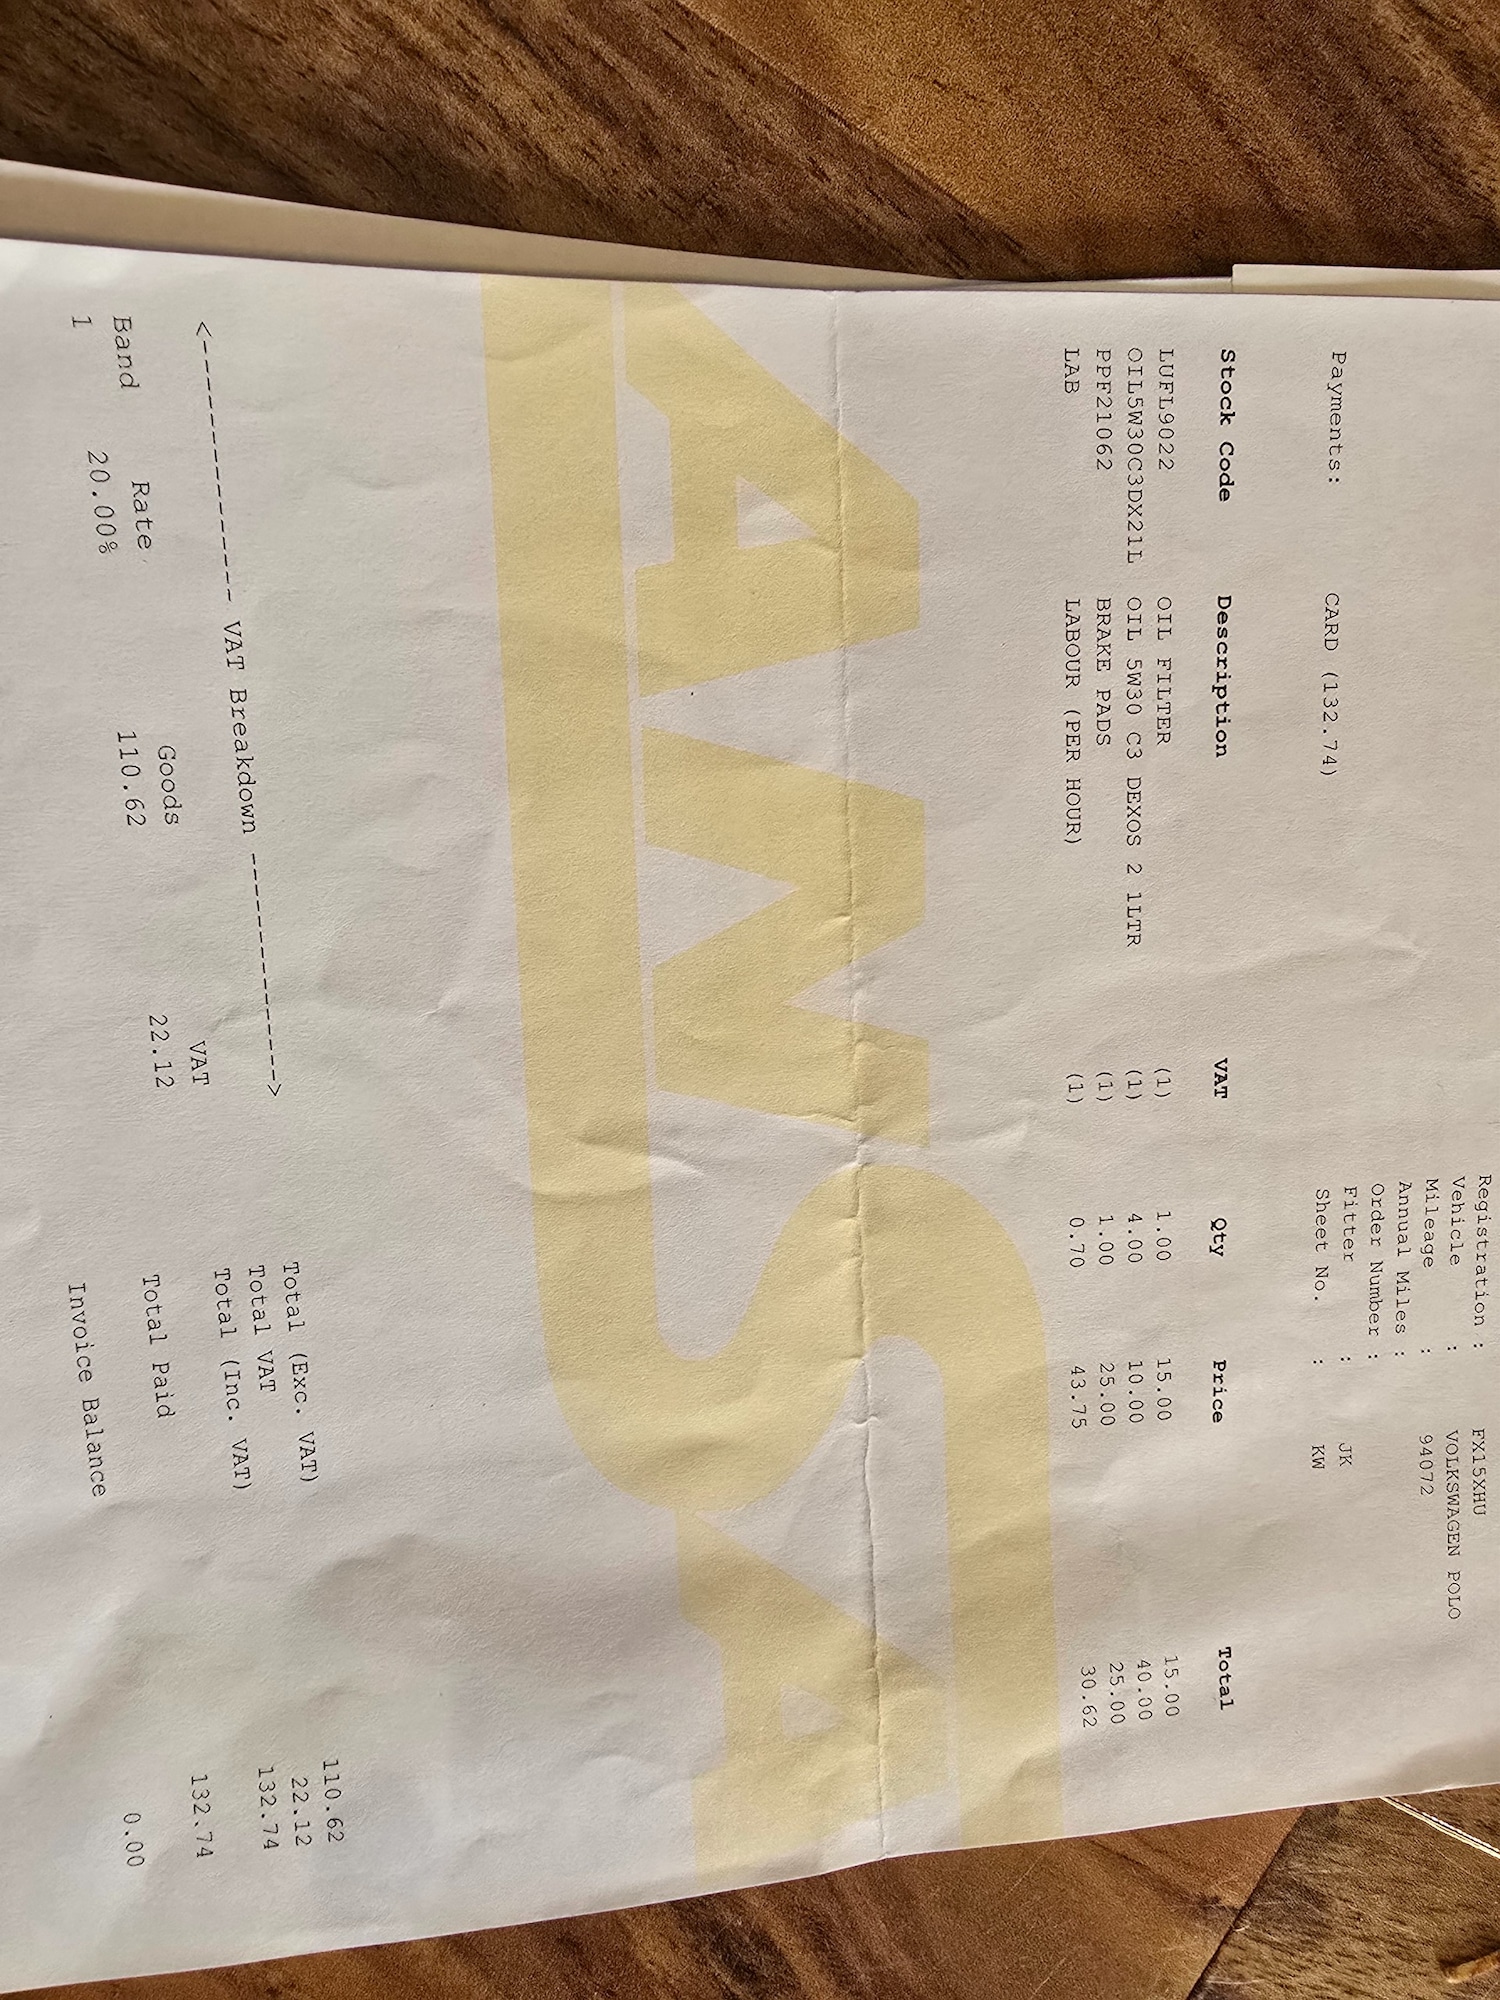 Registration : FX15XHU
Vehicle : VOLKSWAGEN POLO
Mileage : 94072
Annual Miles :
Order Number :
Fitter : JK
Sheet No. : KW
Payments: CARD (132.74)
Stock Code Description VAT Qty Price Total
LUFL9022 OIL FILTER (1) 1.00 15.00 15.00
OIL5W30C3DX21L OIL 5W30 C3 DEXOS 2 1LTR (1) 4.00 10.00 40.00
PPF21062 BRAKE PADS (1) 1.00 25.00 25.00
LAB LABOUR (PER HOUR) (1) 0.70 43.75 30.62
<-------------- VAT Breakdown -------------->
Band Rate Goods VAT
1 20.00% 110.62 22.12
Total (Exc. VAT) 110.62
Total VAT 22.12
Total (Inc. VAT) 132.74
Total Paid 132.74
Invoice Balance 0.00